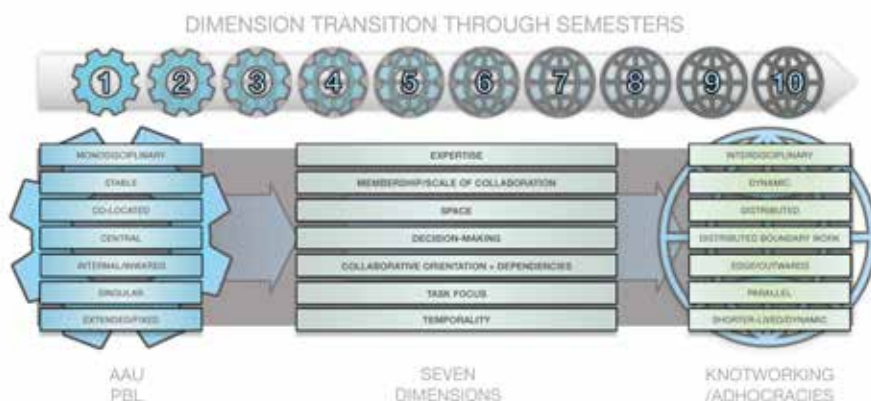 DIMENSION TRANSITION THROUGH SEMESTERS
1 2 3 4 5 6 7 8 9 10
MONODISCIPLINARY EXPERTISE INTERDISCIPLINARY
STABLE MEMBERSHIP/SCALE OF COLLABORATION DYNAMIC
CO-LOCATED SPACE DISTRIBUTED
CENTRAL DECISION-MAKING DISTRIBUTED BOUNDARY WORK
INTERNAL/INWARDS COLLABORATIVE ORIENTATION + DEPENDENCIES EDGE/OUTWARDS
SINGULAR TASK FOCUS PARALLEL
EXTENDED/FIXED TEMPORALITY SHORTER-LIVED/DYNAMIC
AAU SEVEN KNOTWORKING
PBL DIMENSIONS /ADHOCRACIES